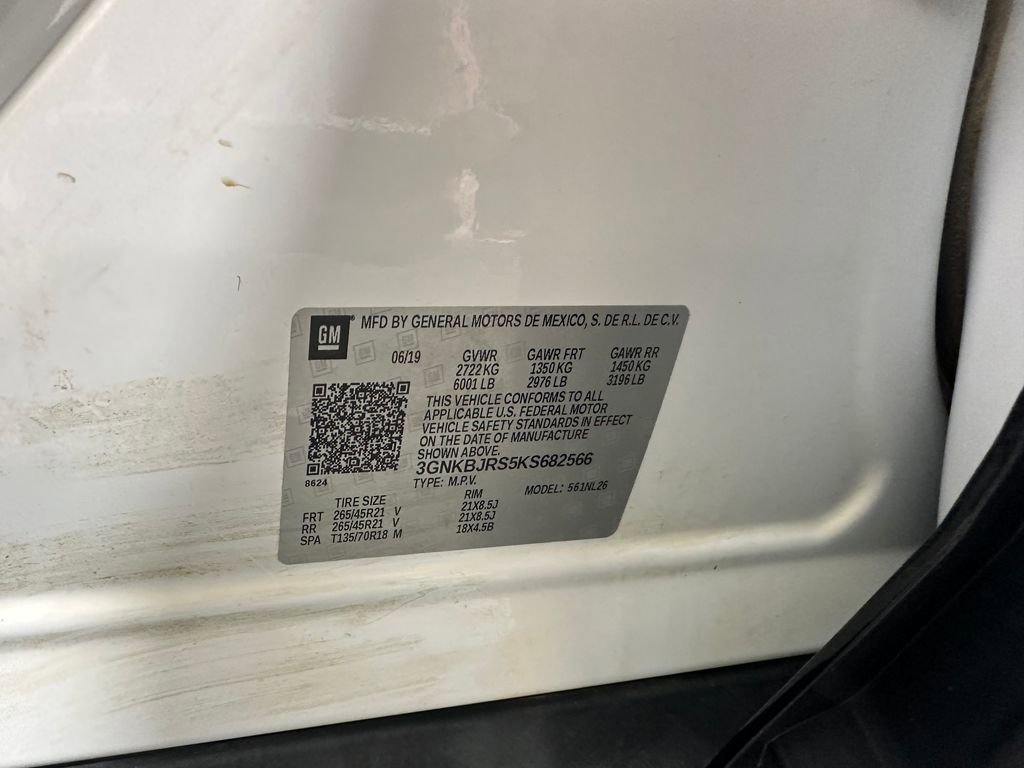 GM ® MFD BY GENERAL MOTORS DE MEXICO, S. DE R.L. DE C.V.
06/19 GVWR GAWR FRT GAWR RR
2722 KG 1350 KG 1450 KG
6001 LB 2976 LB 3196 LB
THIS VEHICLE CONFORMS TO ALL
APPLICABLE U.S. FEDERAL MOTOR
VEHICLE SAFETY STANDARDS IN EFFECT
ON THE DATE OF MANUFACTURE
SHOWN ABOVE.
3GNKBJRS5KS682566
8624 TYPE: M.P.V. MODEL: 561NL26
TIRE SIZE RIM
FRT 265/45R21 V 21X8.5J
RR 265/45R21 V 21X8.5J
SPA T135/70R18 M 18X4.5B